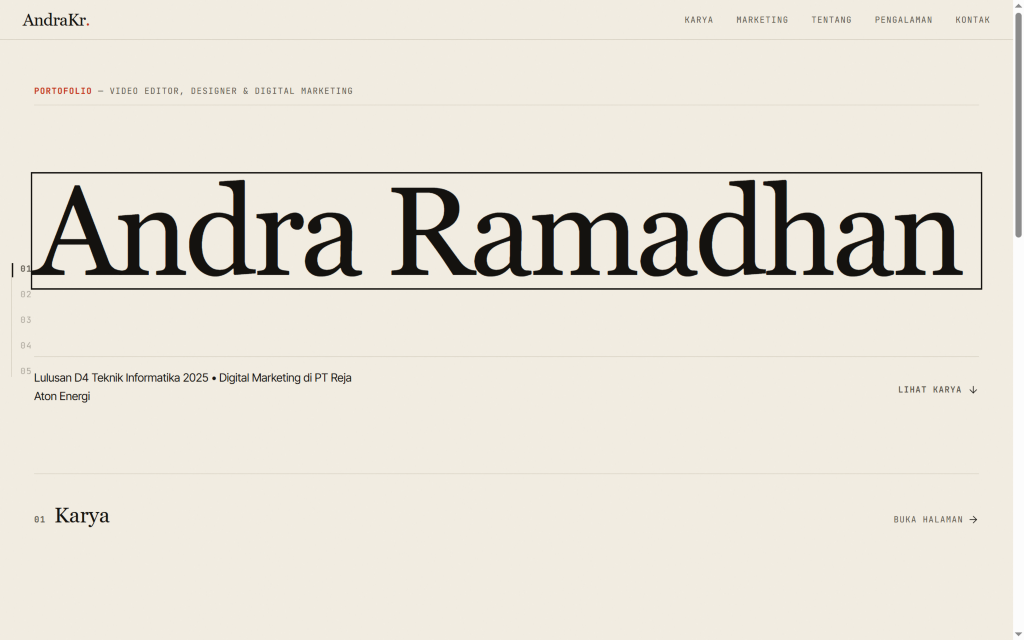 AndraKr.
KARYA MARKETING TENTANG PENGALAMAN KONTAK
PORTOFOLIO — VIDEO EDITOR, DESIGNER & DIGITAL MARKETING
Andra Ramadhan
01
02
03
04
05
Lulusan D4 Teknik Informatika 2025 • Digital Marketing di PT Reja
Aton Energi
LIHAT KARYA ↓
01 Karya
BUKA HALAMAN →